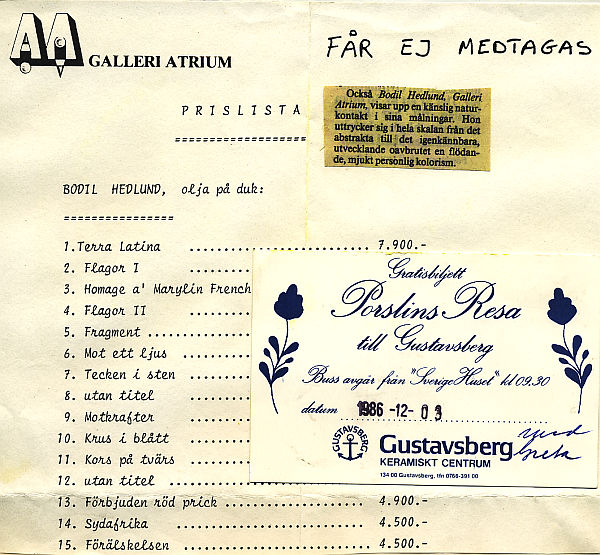 GALLERI ATRIUM
FÅR EJ MEDTAGAS
PRISLISTA
====================
Också Bodil Hedlund, Galleri
Atrium, visar upp en känslig natur-
kontakt i sina målningar. Hon
uttrycker sig i hela skalan från det
abstrakta till det igenkännbara,
utvecklande oavbrutet en flödan-
de, mjukt personlig kolorism.
BODIL HEDLUND, olja på duk:
================
1. Terra Latina .......................... 7.900.-
2. Flagor I
3. Homage a' Marylin French
4. Flagor II
5. Fragment
6. Mot ett ljus
7. Tecken i sten
8. utan titel
9. Motkrafter
10. Krus i blått
11. Kors på tvärs
12. utan titel
13. Förbjuden röd prick ................... 4.900.-
14. Sydafrika ......................... 4.500.-
15. Förälskelsen ......................... 4.500.-
Gratisbiljett
Porslins Resa
till Gustavsberg
Buss avgår från "Sverige Huset" kl 09.30
datum 1986-12-03
GUSTAVSBERG
Gustavsberg
KERAMISKT CENTRUM
134 00 Gustavsberg, tfn 0766-391 00
med
Greta